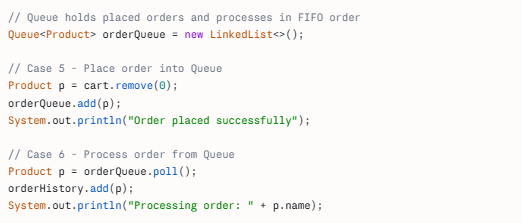 // Queue holds placed orders and processes in FIFO order
Queue<Product> orderQueue = new LinkedList<>();
// Case 5 - Place order into Queue
Product p = cart.remove(0);
orderQueue.add(p);
System.out.println("Order placed successfully");
// Case 6 - Process order from Queue
Product p = orderQueue.poll();
orderHistory.add(p);
System.out.println("Processing order: " + p.name);